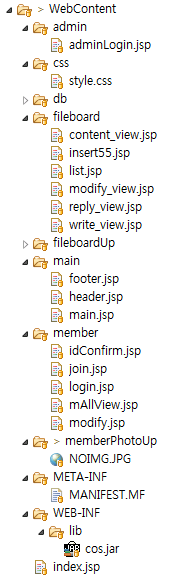 > WebContent
admin
adminLogin.jsp
css
style.css
db
fileboard
content_view.jsp
insert55.jsp
list.jsp
modify_view.jsp
reply_view.jsp
write_view.jsp
fileboardUp
main
footer.jsp
header.jsp
main.jsp
member
idConfirm.jsp
join.jsp
login.jsp
mAllView.jsp
modify.jsp
> memberPhotoUp
NOIMG.JPG
META-INF
MANIFEST.MF
WEB-INF
lib
cos.jar
index.jsp